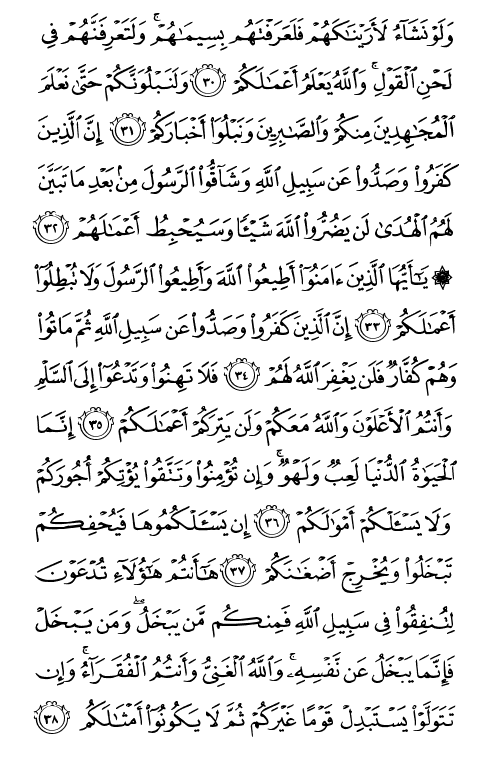 وَلَوْ نَشَآءُ لَأَرَيْنَـٰكَهُمْ فَلَعَرَفْتَهُم بِسِيمَـٰهُمْ ۚ وَلَتَعْرِفَنَّهُمْ فِى
لَحْنِ ٱلْقَوْلِ ۚ وَٱللَّهُ يَعْلَمُ أَعْمَـٰلَكُمْ ٣٠ وَلَنَبْلُوَنَّكُمْ حَتَّىٰ نَعْلَمَ
ٱلْمُجَـٰهِدِينَ مِنكُمْ وَٱلصَّـٰبِرِينَ وَنَبْلُوَا۟ أَخْبَارَكُمْ ٣١ إِنَّ ٱلَّذِينَ
كَفَرُوا۟ وَصَدُّوا۟ عَن سَبِيلِ ٱللَّهِ وَشَآقُّوا۟ ٱلرَّسُولَ مِنۢ بَعْدِ مَا تَبَيَّنَ
لَهُمُ ٱلْهُدَىٰ لَن يَضُرُّوا۟ ٱللَّهَ شَيْـًٔا وَسَيُحْبِطُ أَعْمَـٰلَهُمْ ٣٢
۞ يَـٰٓأَيُّهَا ٱلَّذِينَ ءَامَنُوٓا۟ أَطِيعُوا۟ ٱللَّهَ وَأَطِيعُوا۟ ٱلرَّسُولَ وَلَا تُبْطِلُوٓا۟
أَعْمَـٰلَكُمْ ٣٣ إِنَّ ٱلَّذِينَ كَفَرُوا۟ وَصَدُّوا۟ عَن سَبِيلِ ٱللَّهِ ثُمَّ مَاتُوا۟
وَهُمْ كُفَّارٌ فَلَن يَغْفِرَ ٱللَّهُ لَهُمْ ٣٤ فَلَا تَهِنُوا۟ وَتَدْعُوٓا۟ إِلَى ٱلسَّلْمِ
وَأَنتُمُ ٱلْأَعْلَوْنَ وَٱللَّهُ مَعَكُمْ وَلَن يَتِرَكُمْ أَعْمَـٰلَكُمْ ٣٥ إِنَّمَا
ٱلْحَيَوٰةُ ٱلدُّنْيَا لَعِبٌ وَلَهْوٌ ۚ وَإِن تُؤْمِنُوا۟ وَتَتَّقُوا۟ يُؤْتِكُمْ أُجُورَكُمْ
وَلَا يَسْـَٔلْكُمْ أَمْوَٰلَكُمْ ٣٦ إِن يَسْـَٔلْكُمُوهَا فَيُحْفِكُمْ
تَبْخَلُوا۟ وَيُخْرِجْ أَضْغَـٰنَكُمْ ٣٧ هَـٰٓأَنتُمْ هَـٰٓؤُلَآءِ تُدْعَوْنَ
لِتُنفِقُوا۟ فِى سَبِيلِ ٱللَّهِ فَمِنكُم مَّن يَبْخَلُ ۖ وَمَن يَبْخَلْ
فَإِنَّمَا يَبْخَلُ عَن نَّفْسِهِۦ ۚ وَٱللَّهُ ٱلْغَنِىُّ وَأَنتُمُ ٱلْفُقَرَآءُ ۚ وَإِن
تَتَوَلَّوْا۟ يَسْتَبْدِلْ قَوْمًا غَيْرَكُمْ ثُمَّ لَا يَكُونُوٓا۟ أَمْثَـٰلَكُم ٣٨